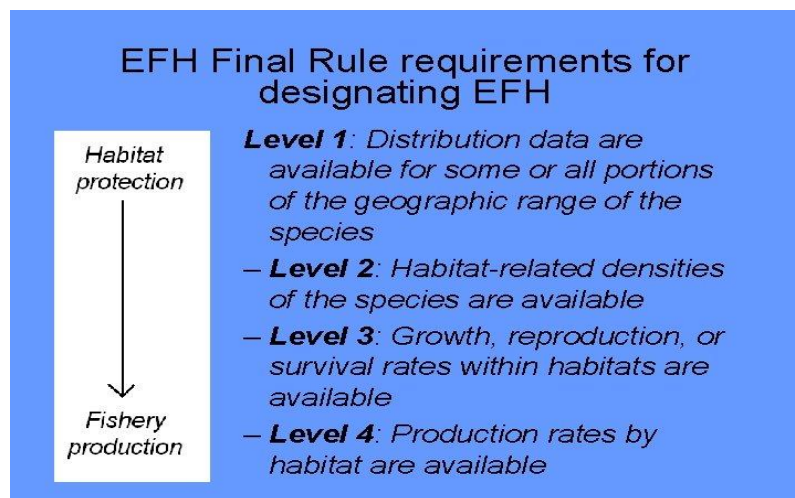 EFH Final Rule requirements for
designating EFH
Habitat
protection
Fishery
production
Level 1: Distribution data are
available for some or all portions
of the geographic range of the
species
– Level 2: Habitat-related densities
of the species are available
– Level 3: Growth, reproduction, or
survival rates within habitats are
available
– Level 4: Production rates by
habitat are available